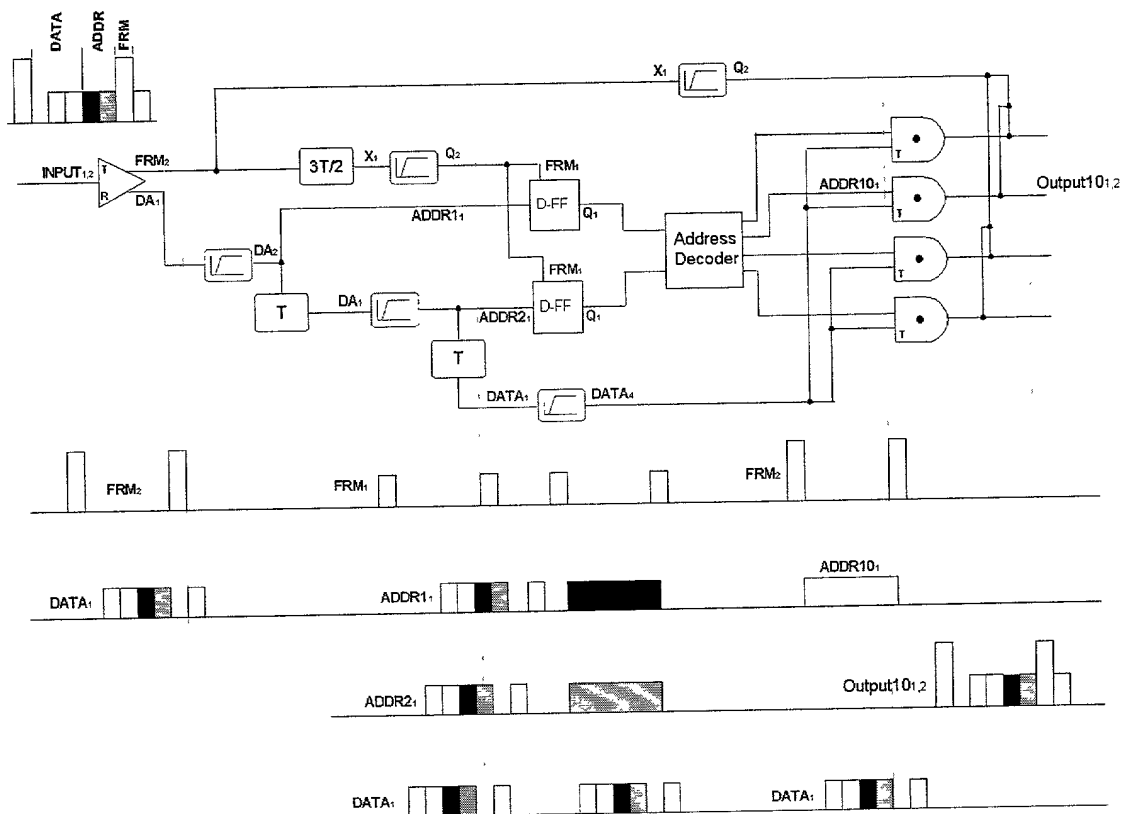 DATA
ADDR
FRM
X₁
Q₂
INPUT₁,₂
T
R
FRM₂
DA₁
3T/2
X₁
Q₂
FRM₁
D-FF
Q₁
ADDR1₁
DA₂
T
DA₁
FRM₁
D-FF
Q₁
ADDR2₁
T
DATA₁
DATA₄
Address
Decoder
T
ADDR10₁
T
Output10₁,₂
T
T
FRM₂
FRM₁
FRM₂
DATA₁
ADDR1₁
ADDR10₁
ADDR2₁
Output10₁,₂
DATA₁
DATA₁